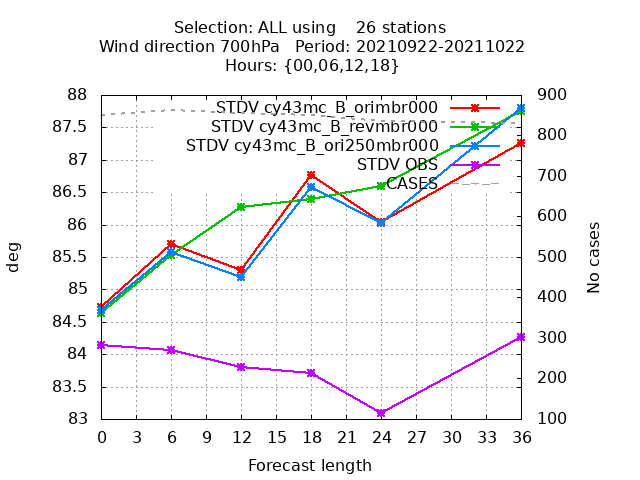 Selection: ALL using    26 stations
Wind direction 700hPa   Period: 20210922-20211022
Hours: {00,06,12,18}
88
87.5
87
86.5
86
85.5
85
84.5
84
83.5
83
900
800
700
600
500
400
300
200
100
STDV cy43mc_B_orimbr000
STDV cy43mc_B_revmbr000
STDV cy43mc_B_ori250mbr000
STDV OBS
CASES
deg
No cases
0 3 6 9 12 15 18 21 24 27 30 33 36
Forecast length